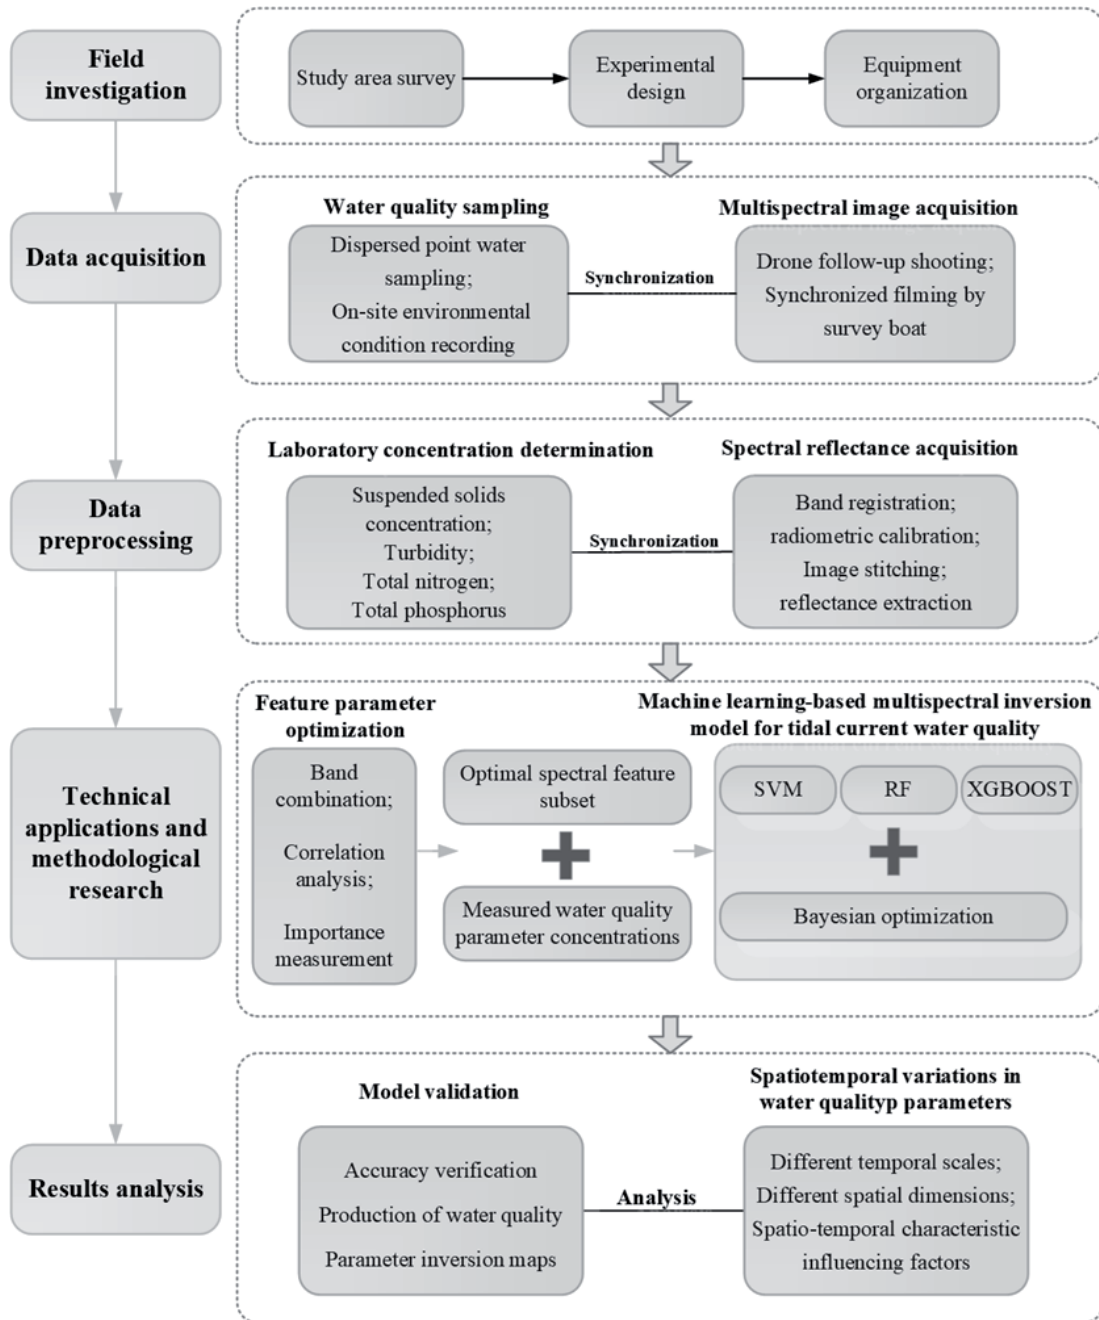 Field
investigation
Study area survey
Experimental
design
Equipment
organization
Data acquisition
Water quality sampling
Dispersed point water
sampling;
On-site environmental
condition recording
Synchronization
Multispectral image acquisition
Drone follow-up shooting;
Synchronized filming by
survey boat
Data
preprocessing
Laboratory concentration determination
Suspended solids
concentration;
Turbidity;
Total nitrogen;
Total phosphorus
Synchronization
Spectral reflectance acquisition
Band registration;
radiometric calibration;
Image stitching;
reflectance extraction
Technical
applications and
methodological
research
Feature parameter
optimization
Band
combination;
Correlation
analysis;
Importance
measurement
Optimal spectral feature
subset
Measured water quality
parameter concentrations
Machine learning-based multispectral inversion
model for tidal current water quality
SVM
RF
XGBOOST
Bayesian optimization
Results analysis
Model validation
Accuracy verification
Production of water quality
Parameter inversion maps
Analysis
Spatiotemporal variations in
water qualityp parameters
Different temporal scales;
Different spatial dimensions;
Spatio-temporal characteristic
influencing factors